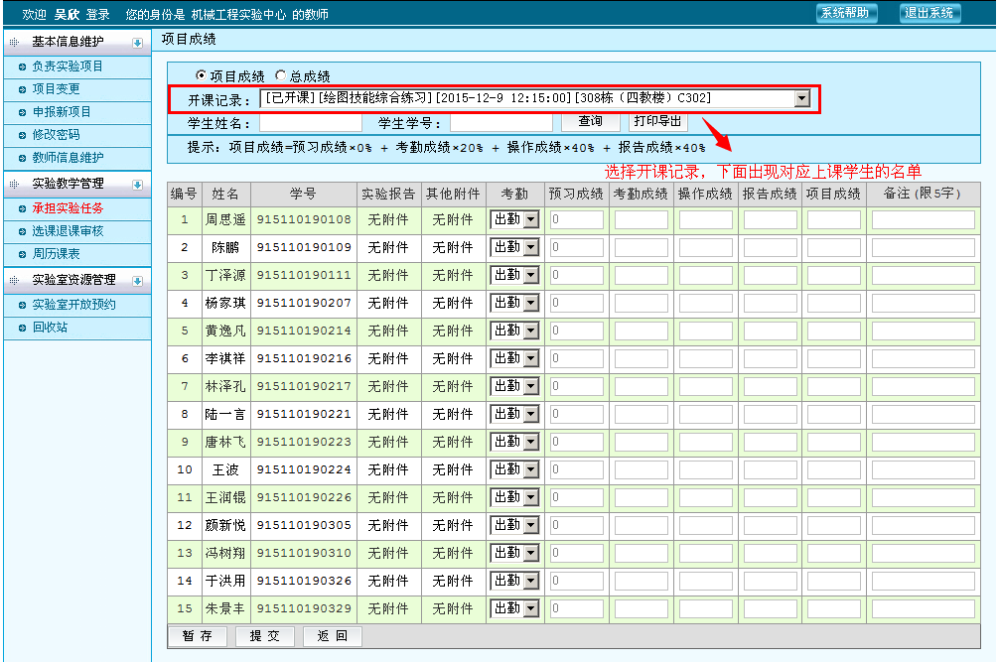 欢迎 吴欣 登录 您的身份是 机械工程实验中心 的教师 系统帮助 退出系统
基本信息维护
负责实验项目
项目变更
申报新项目
修改密码
教师信息维护
实验教学管理
承担实验任务
选课退课审核
周历课表
实验室资源管理
实验室开放预约
回收站
项目成绩
项目成绩 总成绩
开课记录: [已开课][绘图技能综合练习][2015-12-9 12:15:00][308栋(四教楼)C302]
学生姓名: 学生学号: 查询 打印导出
提示: 项目成绩=预习成绩×0% + 考勤成绩×20% + 操作成绩×40% + 报告成绩×40%
选择开课记录，下面出现对应上课学生的名单
编号 姓名 学号 实验报告 其他附件 考勤 预习成绩 考勤成绩 操作成绩 报告成绩 项目成绩 备注(限5字)
1 周思遥 915110190108 无附件 无附件 出勤 0
2 陈鹏 915110190109 无附件 无附件 出勤 0
3 丁泽源 915110190111 无附件 无附件 出勤 0
4 杨家琪 915110190207 无附件 无附件 出勤 0
5 黄逸凡 915110190214 无附件 无附件 出勤 0
6 李祺祥 915110190216 无附件 无附件 出勤 0
7 林泽孔 915110190217 无附件 无附件 出勤 0
8 陆一言 915110190221 无附件 无附件 出勤 0
9 唐林飞 915110190223 无附件 无附件 出勤 0
10 王波 915110190224 无附件 无附件 出勤 0
11 王润锟 915110190226 无附件 无附件 出勤 0
12 颜新悦 915110190305 无附件 无附件 出勤 0
13 冯树翔 915110190310 无附件 无附件 出勤 0
14 于洪用 915110190326 无附件 无附件 出勤 0
15 朱景丰 915110190329 无附件 无附件 出勤 0
暂 存 提 交 返 回